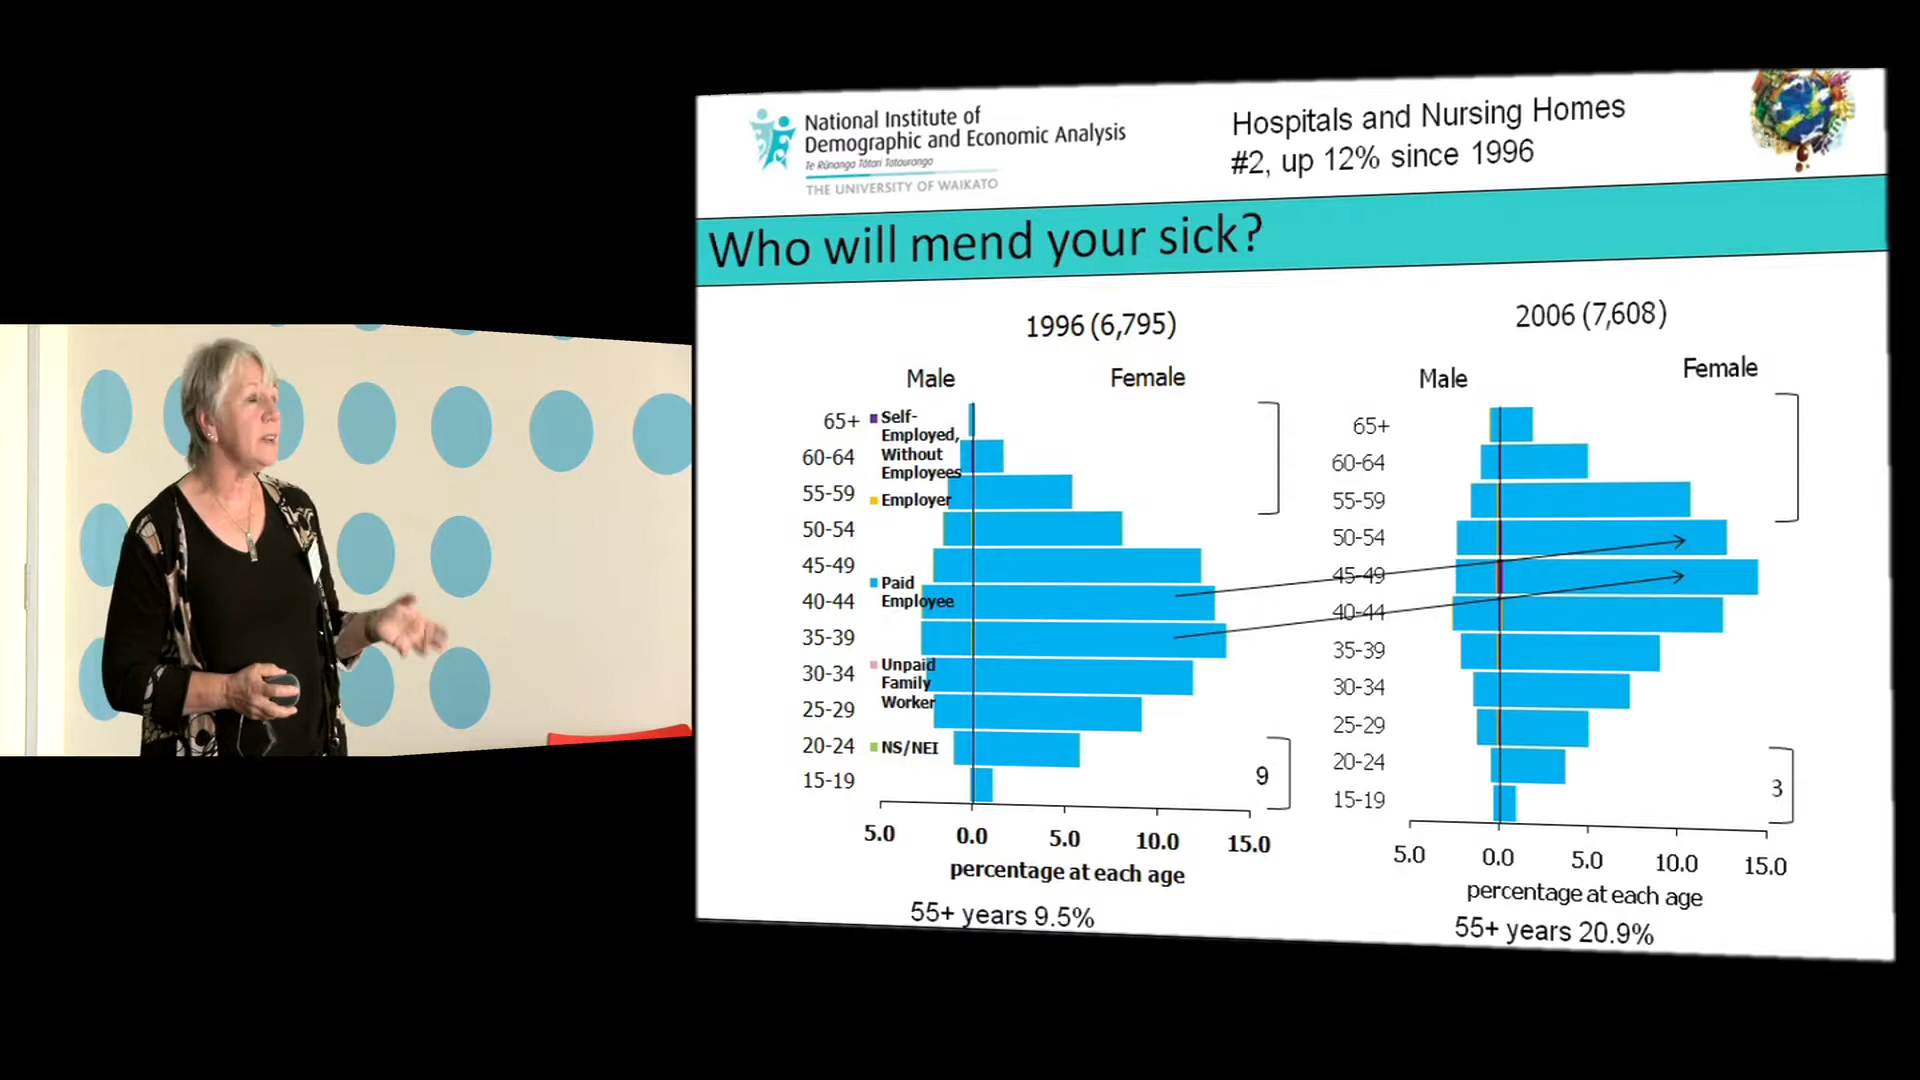 National Institute of
Demographic and Economic Analysis
Te Rūnanga Tātari Tatauranga
THE UNIVERSITY OF WAIKATO
Hospitals and Nursing Homes
#2, up 12% since 1996
Who will mend your sick?
1996 (6,795)
Male
Female
65+
60-64
55-59
50-54
45-49
40-44
35-39
30-34
25-29
20-24
15-19
Self-
Employed,
Without
Employees
Employer
Paid
Employee
Unpaid
Family
Worker
NS/NEI
9
5.0 0.0 5.0 10.0 15.0
percentage at each age
55+ years 9.5%
2006 (7,608)
Male
Female
65+
60-64
55-59
50-54
45-49
40-44
35-39
30-34
25-29
20-24
15-19
3
5.0 0.0 5.0 10.0 15.0
percentage at each age
55+ years 20.9%